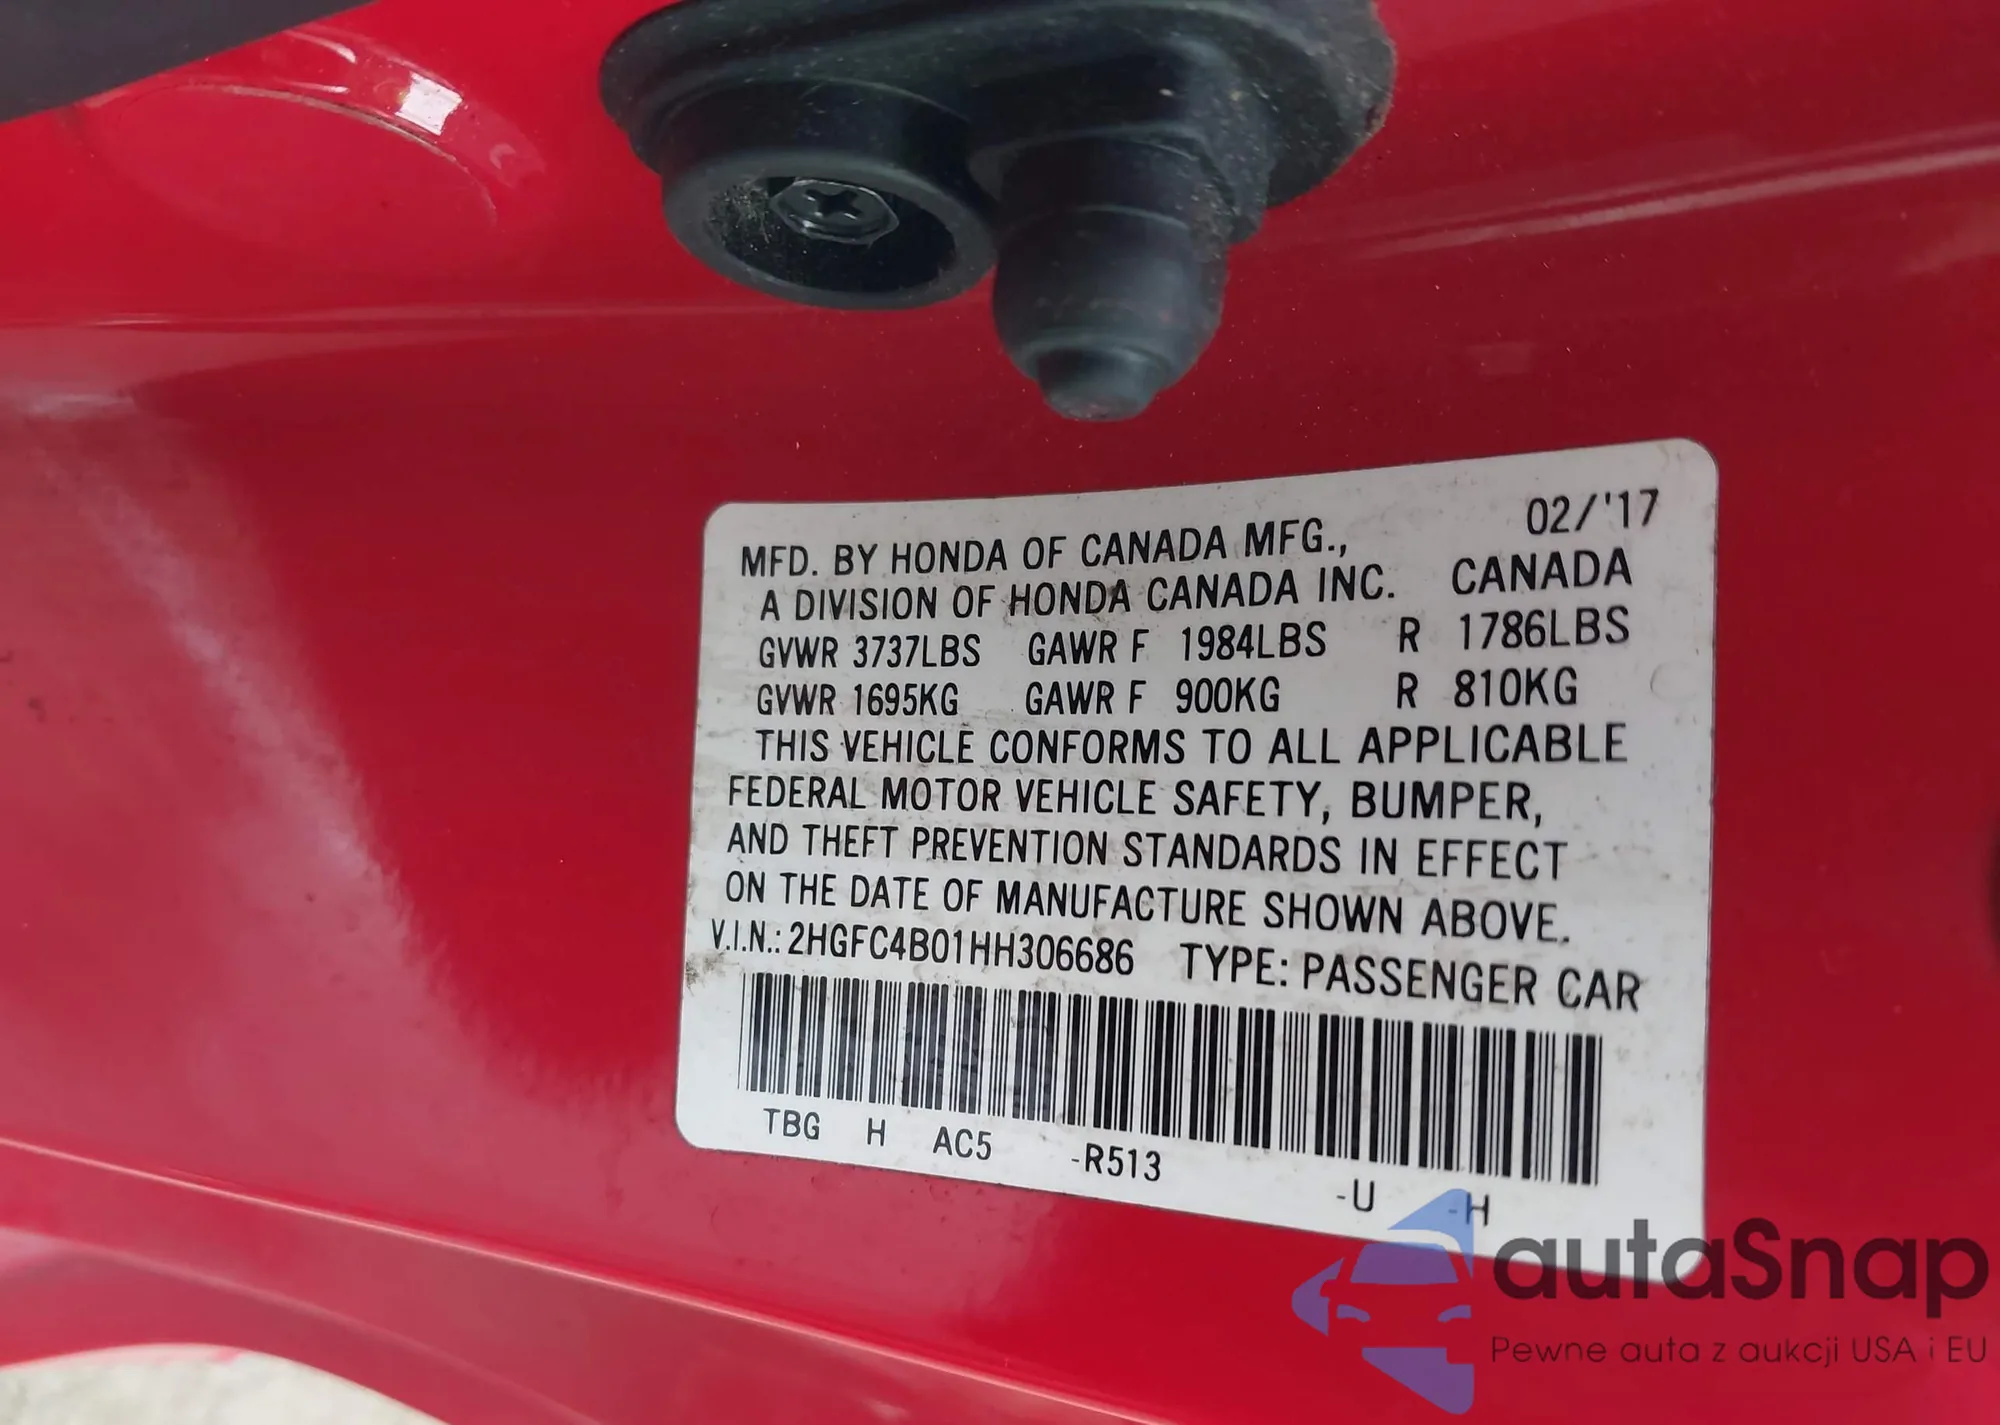 02/'17
MFD. BY HONDA OF CANADA MFG.,
A DIVISION OF HONDA CANADA INC. CANADA
GVWR 3737LBS GAWR F 1984LBS R 1786LBS
GVWR 1695KG GAWR F 900KG R 810KG
THIS VEHICLE CONFORMS TO ALL APPLICABLE
FEDERAL MOTOR VEHICLE SAFETY, BUMPER,
AND THEFT PREVENTION STANDARDS IN EFFECT
ON THE DATE OF MANUFACTURE SHOWN ABOVE.
V.I.N.: 2HGFC4B01HH306686 TYPE: PASSENGER CAR
TBG H AC5 -R513 -U -H
autaSnap
Pewne auta z aukcji USA i EU